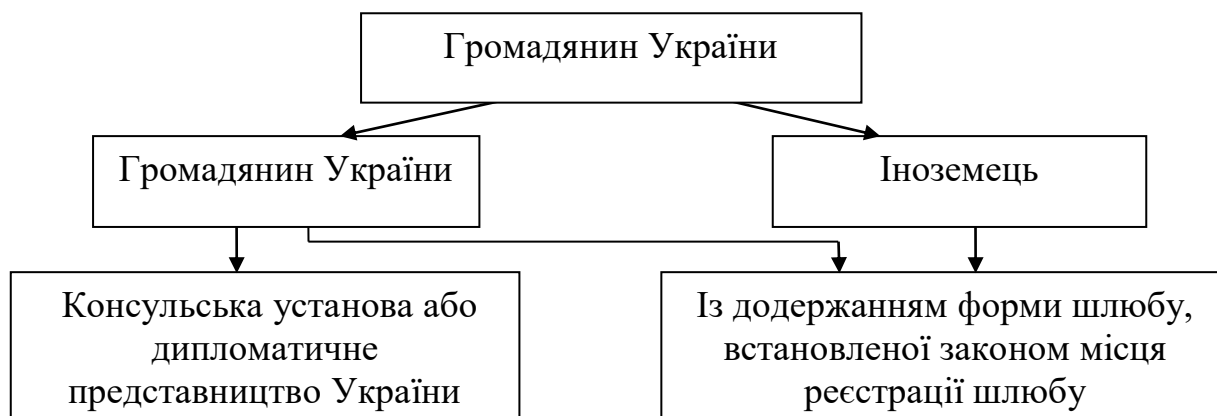 Громадянин України
Громадянин України
Іноземець
Консульська установа або
дипломатичне
представництво України
Із додержанням форми шлюбу,
встановленої законом місця
реєстрації шлюбу